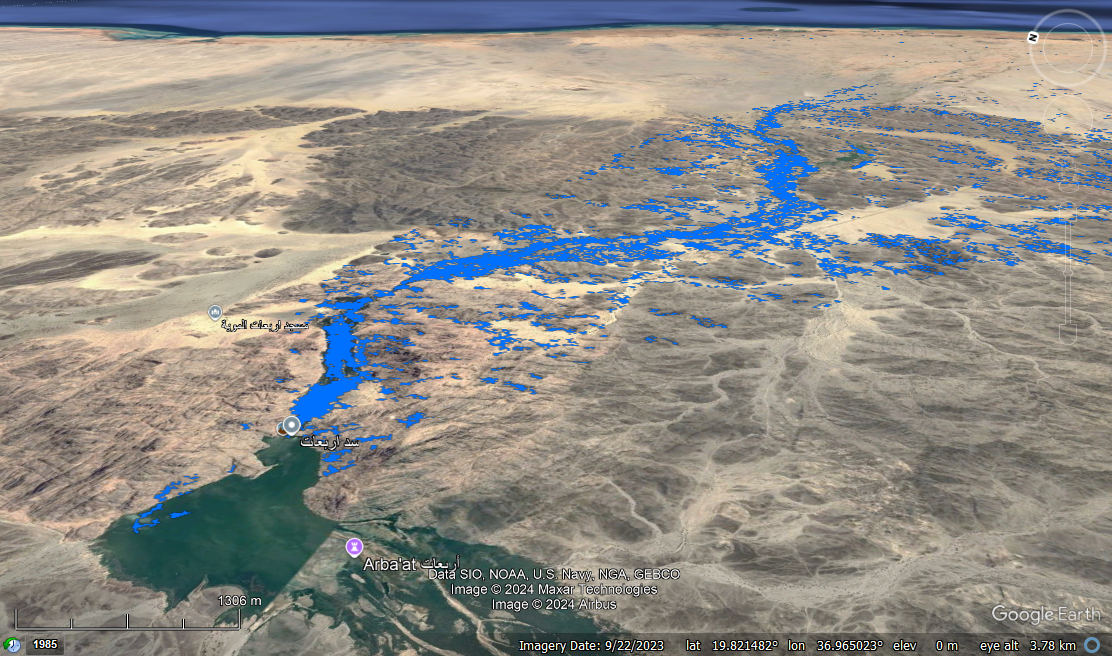 N
مسجد اربعات الموية
سد اربعات
Arba'at أربعات
Data SIO, NOAA, U.S. Navy, NGA, GEBCO
Image © 2024 Maxar Technologies
Image © 2024 Airbus
1306 m
Google Earth
1985
Imagery Date: 9/22/2023 lat 19.821482° lon 36.965023° elev 0 m eye alt 3.78 km